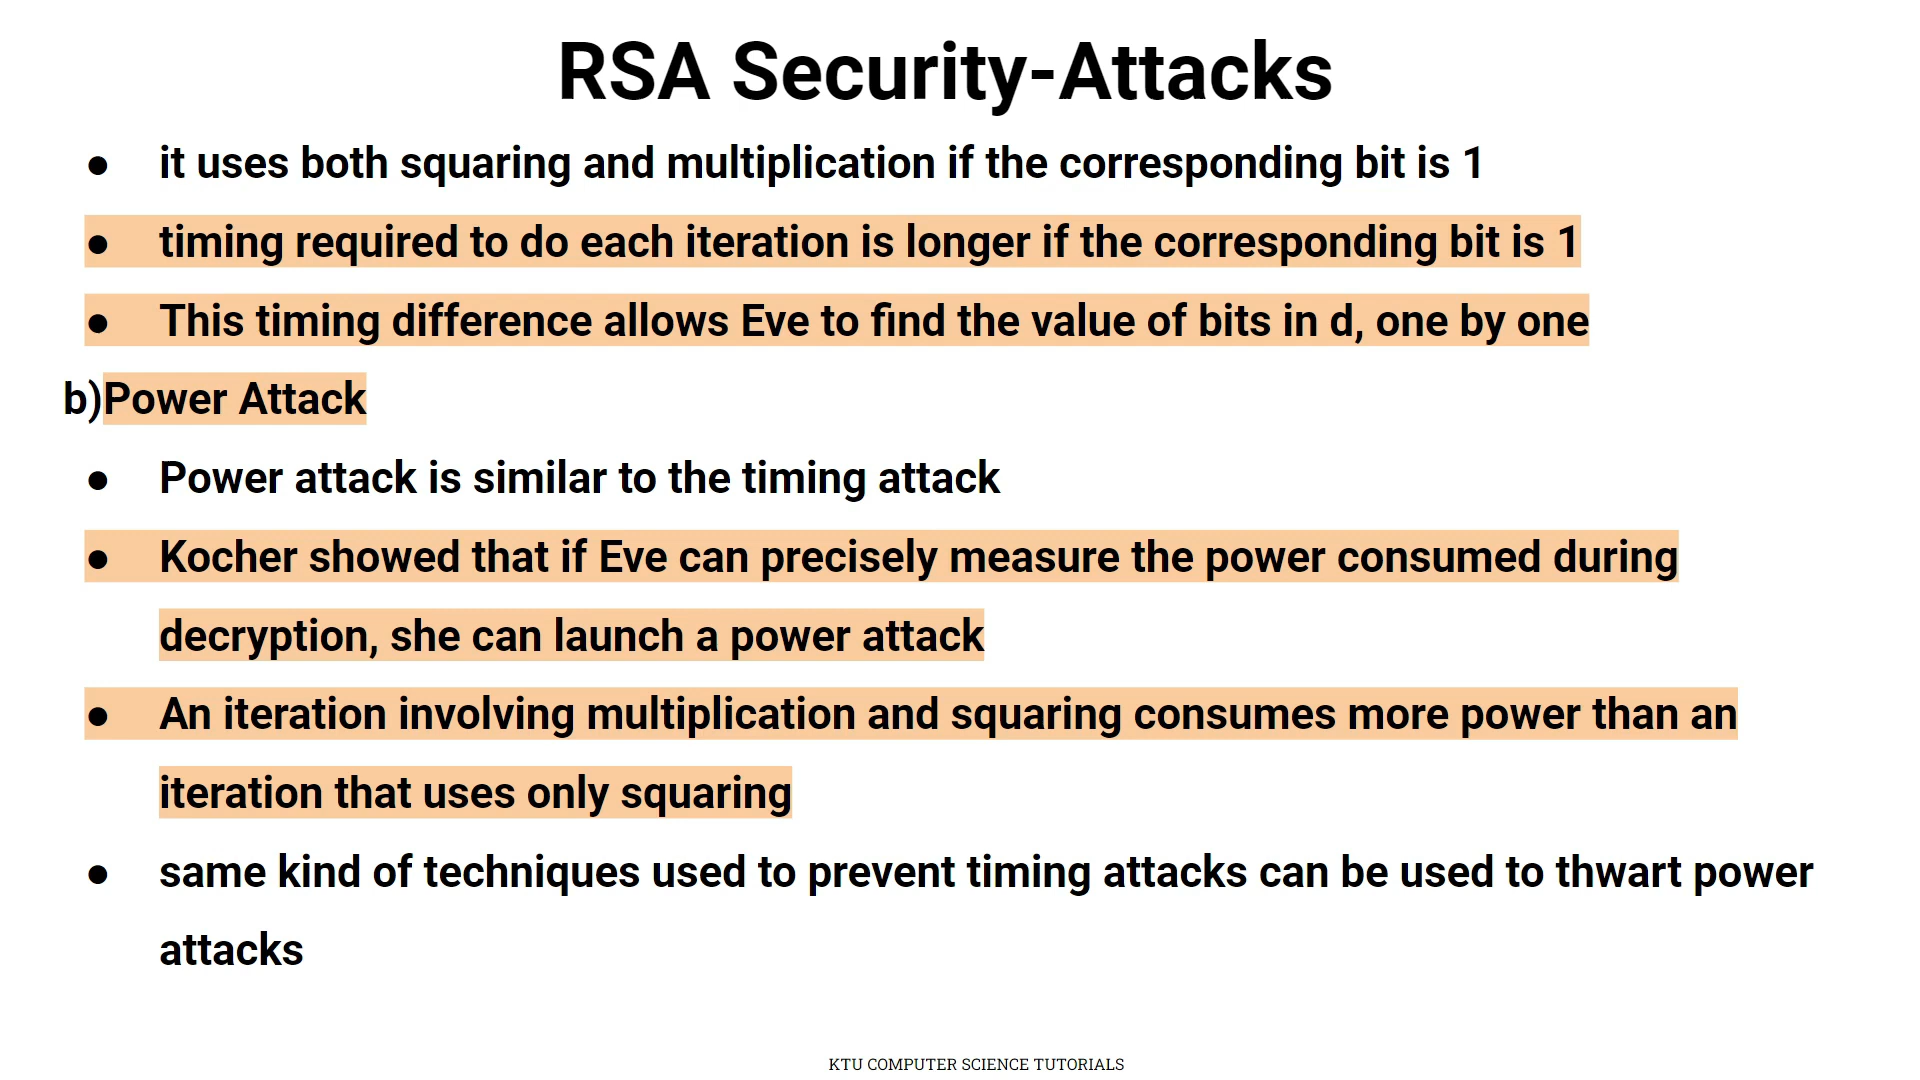 RSA Security-Attacks
● it uses both squaring and multiplication if the corresponding bit is 1
● timing required to do each iteration is longer if the corresponding bit is 1
● This timing difference allows Eve to find the value of bits in d, one by one
b)Power Attack
● Power attack is similar to the timing attack
● Kocher showed that if Eve can precisely measure the power consumed during
decryption, she can launch a power attack
● An iteration involving multiplication and squaring consumes more power than an
iteration that uses only squaring
● same kind of techniques used to prevent timing attacks can be used to thwart power
attacks
KTU COMPUTER SCIENCE TUTORIALS